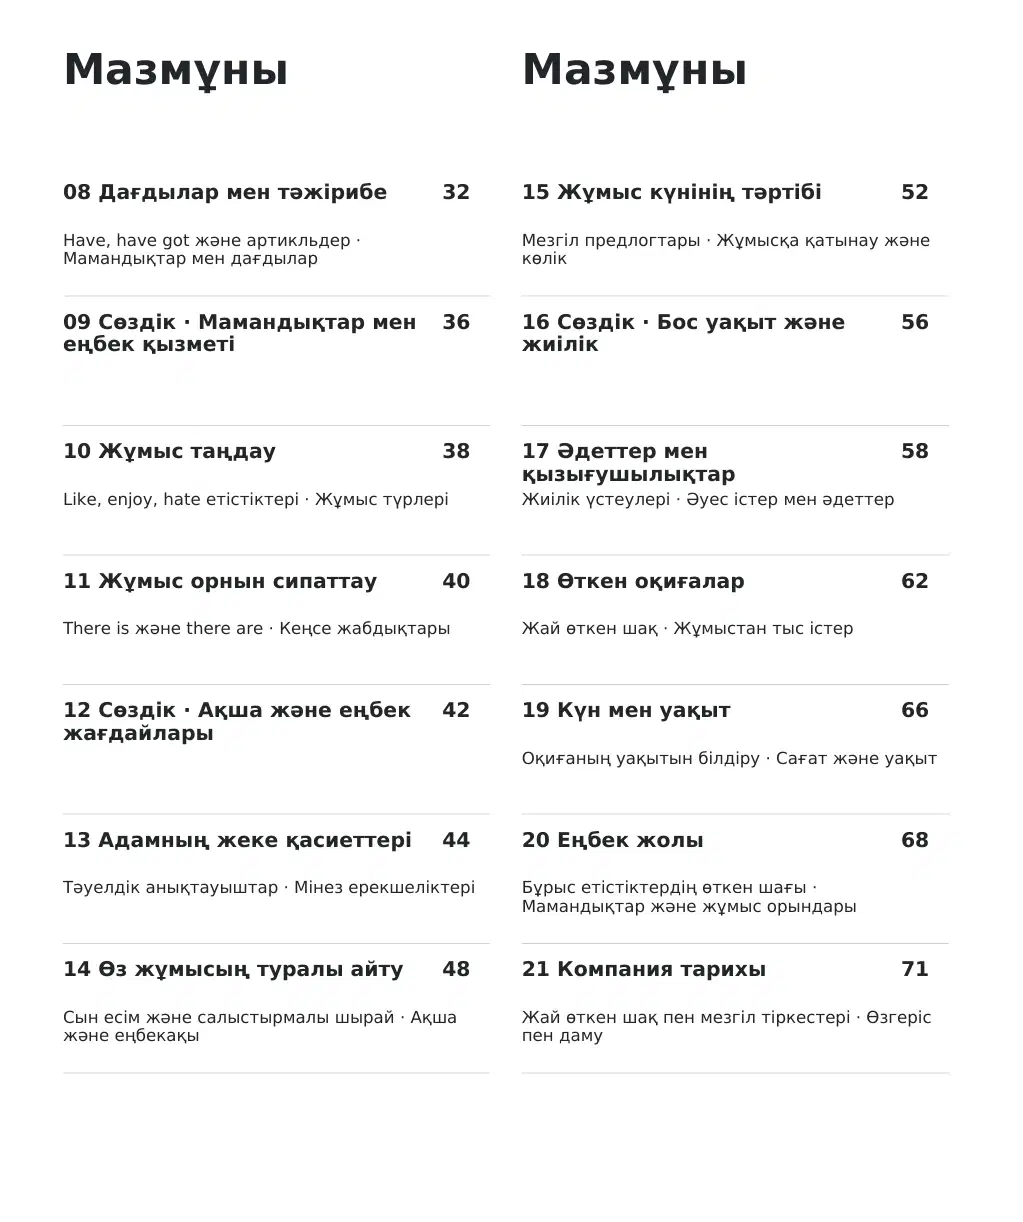 Мазмұны
08 Дағдылар мен тәжірибе 32
Have, have got және артикльдер ·
Мамандықтар мен дағдылар
09 Сөздік · Мамандықтар мен 36
еңбек қызметі
10 Жұмыс таңдау 38
Like, enjoy, hate етістіктері · Жұмыс түрлері
11 Жұмыс орнын сипаттау 40
There is және there are · Кеңсе жабдықтары
12 Сөздік · Ақша және еңбек 42
жағдайлары
13 Адамның жеке қасиеттері 44
Тәуелдік анықтауыштар · Мінез ерекшеліктері
14 Өз жұмысың туралы айту 48
Сын есім және салыстырмалы шырай · Ақша
және еңбекақы
Мазмұны
15 Жұмыс күнінің тәртібі 52
Мезгіл предлогтары · Жұмысқа қатынау және
көлік
16 Сөздік · Бос уақыт және 56
жиілік
17 Әдеттер мен 58
қызығушылықтар
Жиілік үстеулері · Әуес істер мен әдеттер
18 Өткен оқиғалар 62
Жай өткен шақ · Жұмыстан тыс істер
19 Күн мен уақыт 66
Оқиғаның уақытын білдіру · Сағат және уақыт
20 Еңбек жолы 68
Бұрыс етістіктердің өткен шағы ·
Мамандықтар және жұмыс орындары
21 Компания тарихы 71
Жай өткен шақ пен мезгіл тіркестері · Өзгеріс
пен даму